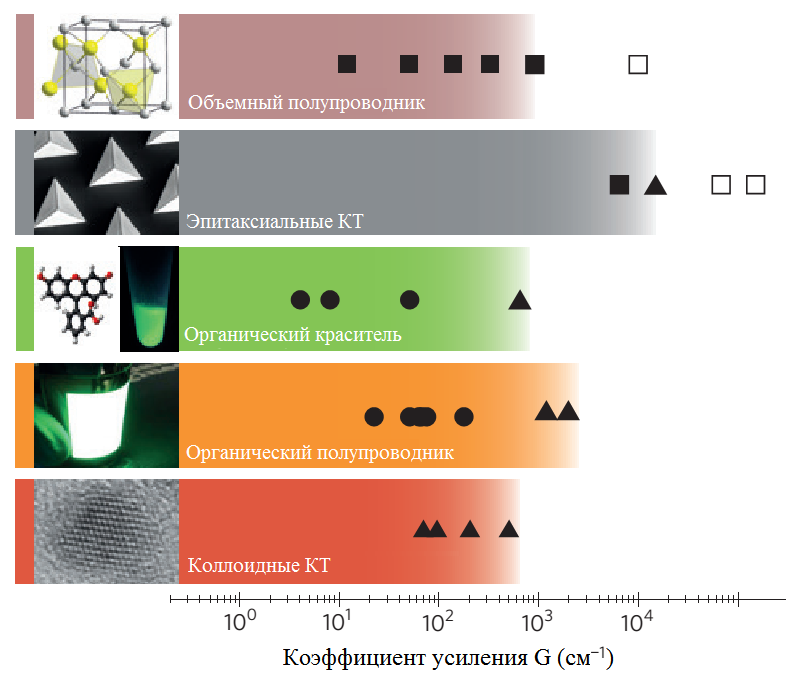 Объемный полупроводник
Эпитаксиальные КТ
Органический краситель
Органический полупроводник
Коллоидные КТ
10⁰ 10¹ 10² 10³ 10⁴
Коэффициент усиления G (см⁻¹)